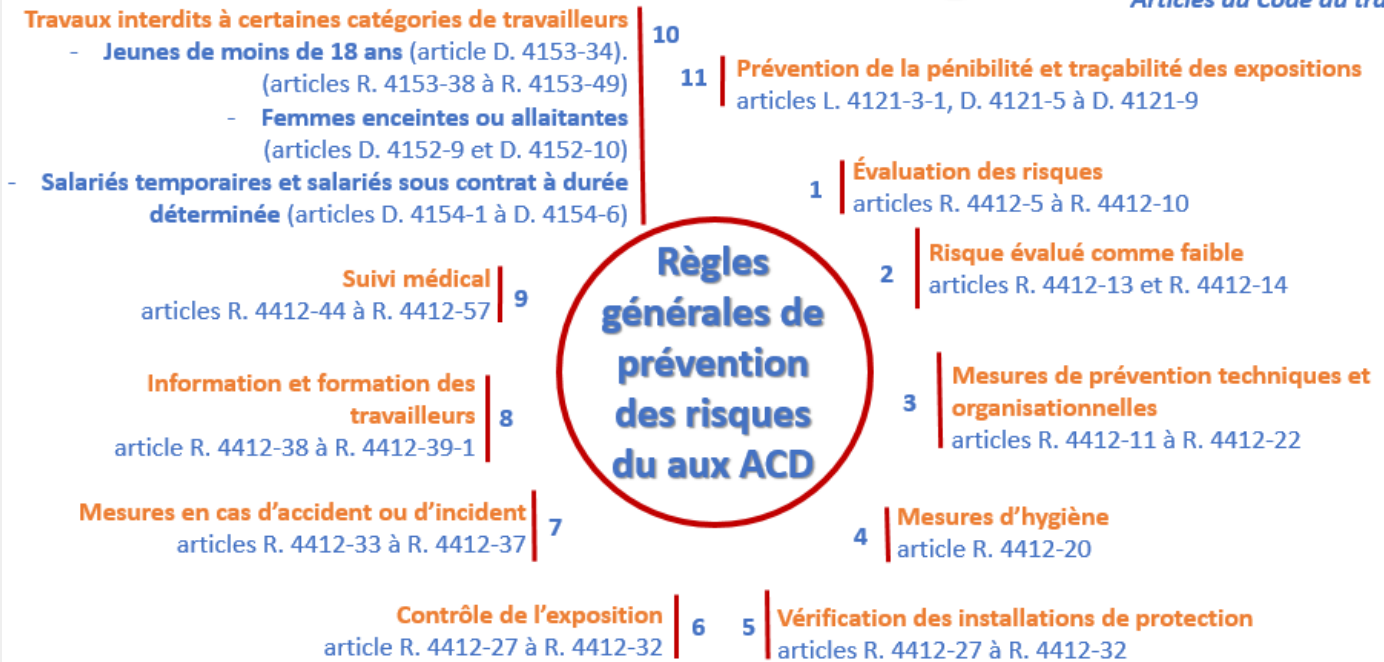 Articles du Code du tra
Travaux interdits à certaines catégories de travailleurs
- Jeunes de moins de 18 ans (article D. 4153-34).
(articles R. 4153-38 à R. 4153-49)
- Femmes enceintes ou allaitantes
(articles D. 4152-9 et D. 4152-10)
- Salariés temporaires et salariés sous contrat à durée
déterminée (articles D. 4154-1 à D. 4154-6)
10
11
Prévention de la pénibilité et traçabilité des expositions
articles L. 4121-3-1, D. 4121-5 à D. 4121-9
1
Évaluation des risques
articles R. 4412-5 à R. 4412-10
2
Risque évalué comme faible
articles R. 4412-13 et R. 4412-14
Règles
générales de
prévention
des risques
du aux ACD
3
Mesures de prévention techniques et
organisationnelles
articles R. 4412-11 à R. 4412-22
4
Mesures d’hygiène
article R. 4412-20
5
Vérification des installations de protection
articles R. 4412-27 à R. 4412-32
Contrôle de l’exposition
article R. 4412-27 à R. 4412-32
6
Mesures en cas d’accident ou d’incident
articles R. 4412-33 à R. 4412-37
7
Information et formation des
travailleurs
article R. 4412-38 à R. 4412-39-1
8
Suivi médical
articles R. 4412-44 à R. 4412-57
9